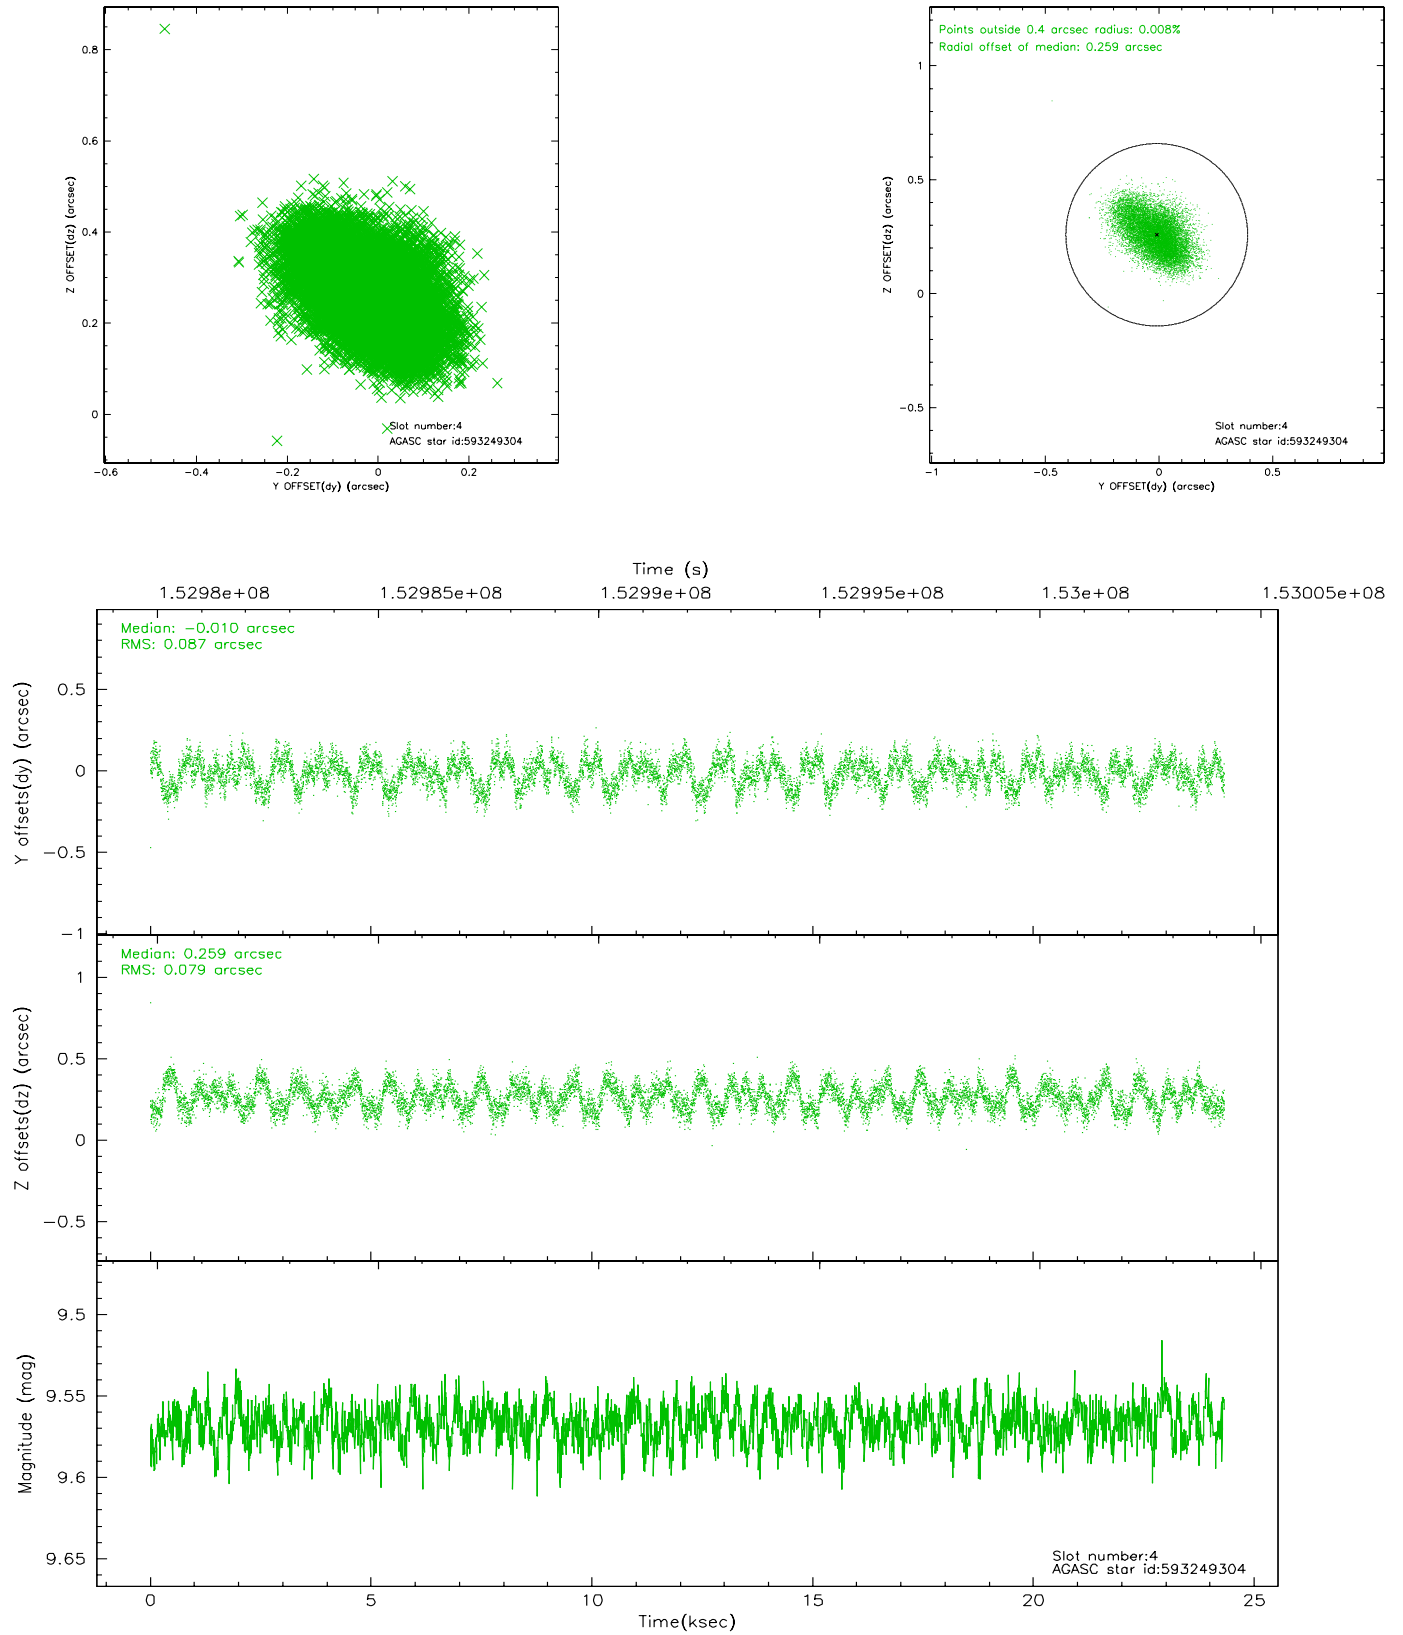 0.8
0.6
0.4
0.2
0
Z OFFSET(dz) (arcsec)
Slot number:4
AGASC star id:593249304
−0.6 −0.4 −0.2 0 0.2
Y OFFSET(dy) (arcsec)
Points outside 0.4 arcsec radius: 0.008%
Radial offset of median: 0.259 arcsec
1
0.5
0
−0.5
Z OFFSET(dz) (arcsec)
Slot number:4
AGASC star id:593249304
−1 −0.5 0 0.5
Y OFFSET(dy) (arcsec)
Time (s)
1.5298e+08 1.52985e+08 1.5299e+08 1.52995e+08 1.53e+08 1.53005e+08
Median: −0.010 arcsec
RMS: 0.087 arcsec
0.5
0
−0.5
−1
Y offsets(dy) (arcsec)
Median: 0.259 arcsec
RMS: 0.079 arcsec
1
0.5
0
−0.5
Z offsets(dz) (arcsec)
9.5
9.55
9.6
9.65
Magnitude (mag)
Slot number:4
AGASC star id:593249304
0 5 10 15 20 25
Time(ksec)